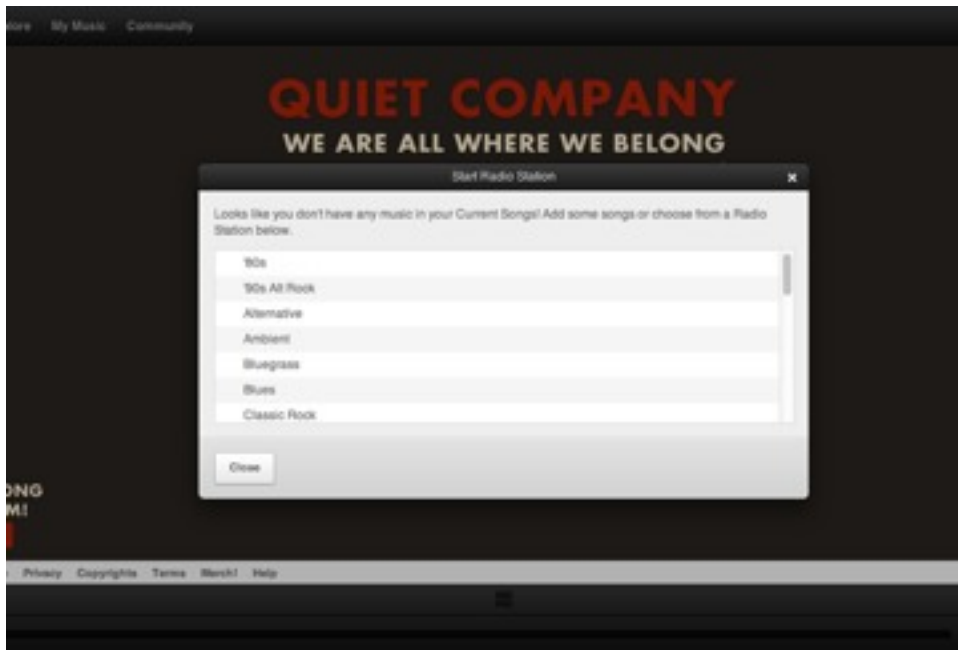 My Music Community
QUIET COMPANY
WE ARE ALL WHERE WE BELONG
Start Radio Station
Looks like you don't have any music in your Current Songs! Add some songs or choose from a Radio
Station below.
'80s
'90s Alt Rock
Alternative
Ambient
Bluegrass
Blues
Classic Rock
Close
ONG
M!
Privacy Copyrights Terms Merch! Help